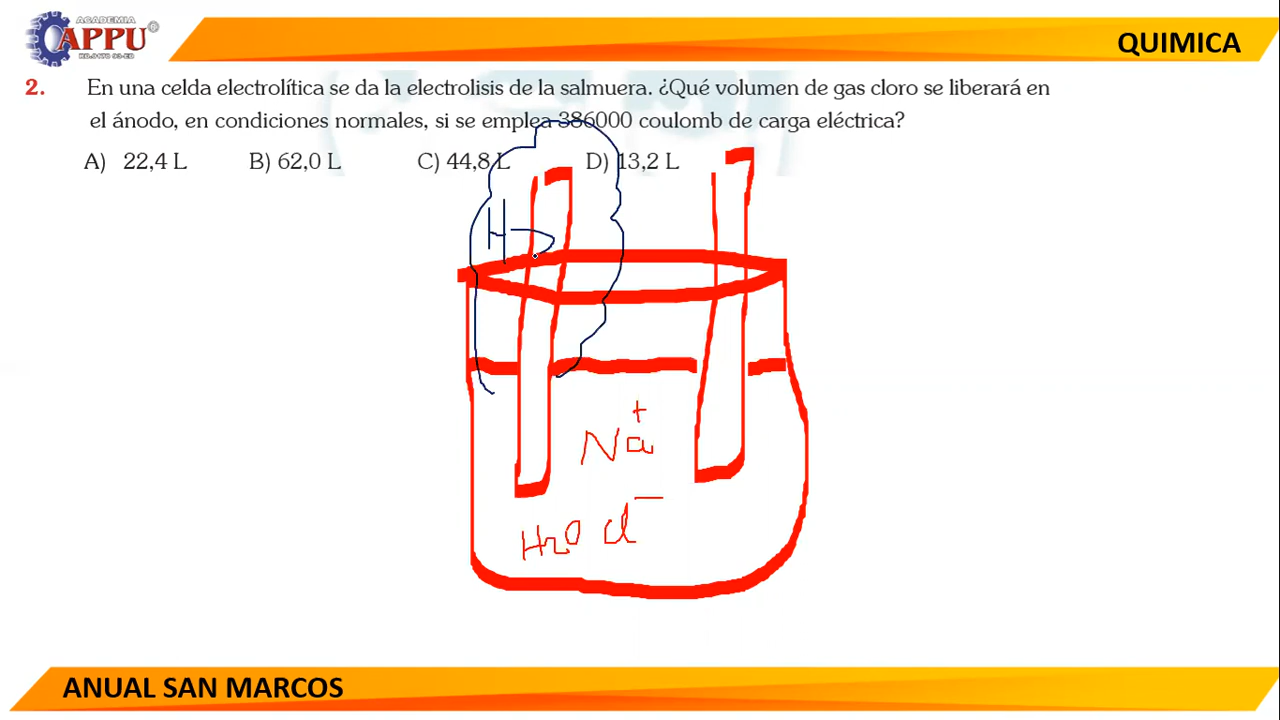 ACADEMIA
APPU
QUIMICA
2. En una celda electrolítica se da la electrolisis de la salmuera. ¿Qué volumen de gas cloro se liberará en
el ánodo, en condiciones normales, si se emplea 386000 coulomb de carga eléctrica?
A) 22,4 L B) 62,0 L C) 44,8 L D) 13,2 L
H
Na+
H2O Cl−
ANUAL SAN MARCOS